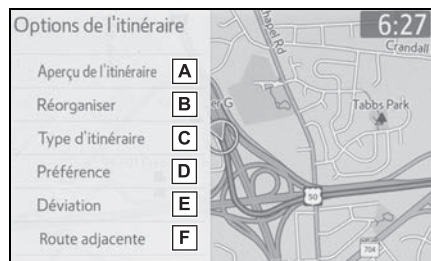 Options de l'itinéraire
6:27
Crandall
Aperçu de l'itinéraire A
Réorganiser B
Tabbs Park
Type d'itinéraire C
Préférence D
50
Déviation E
Route adjacente F
704